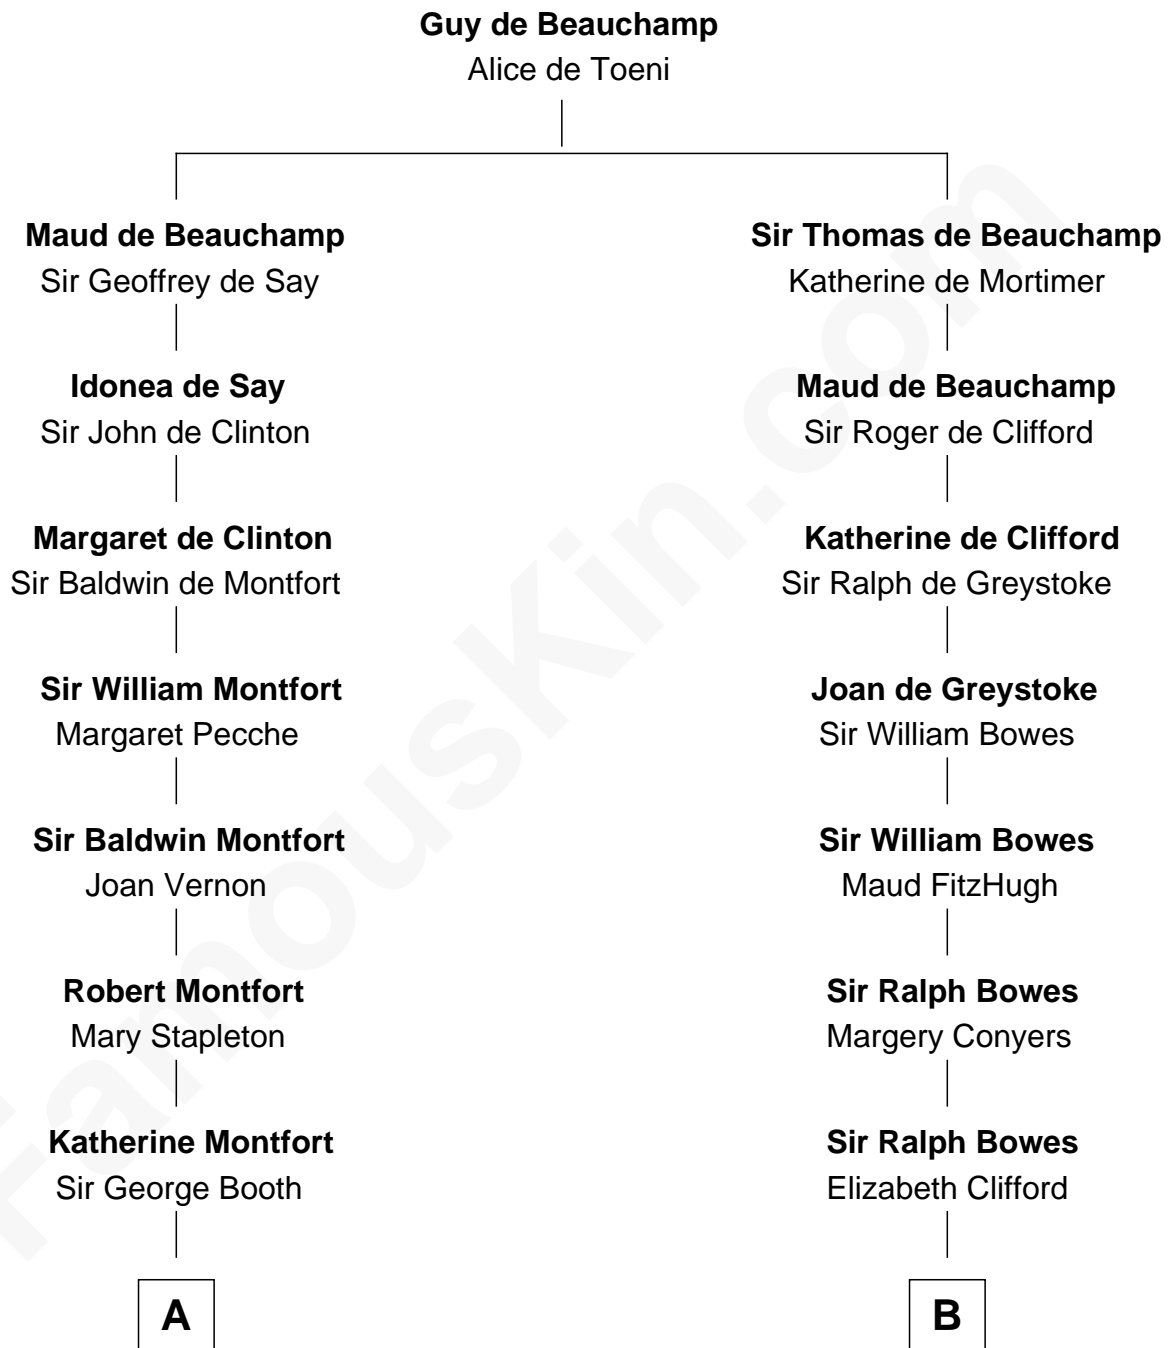 Guy de Beauchamp
Alice de Toeni
Maud de Beauchamp
Sir Geoffrey de Say
Idonea de Say
Sir John de Clinton
Margaret de Clinton
Sir Baldwin de Montfort
Sir William Montfort
Margaret Pecche
Sir Baldwin Montfort
Joan Vernon
Robert Montfort
Mary Stapleton
Katherine Montfort
Sir George Booth
A
Sir Thomas de Beauchamp
Katherine de Mortimer
Maud de Beauchamp
Sir Roger de Clifford
Katherine de Clifford
Sir Ralph de Greystoke
Joan de Greystoke
Sir William Bowes
Sir William Bowes
Maud FitzHugh
Sir Ralph Bowes
Margery Conyers
Sir Ralph Bowes
Elizabeth Clifford
B
FamousKin.com